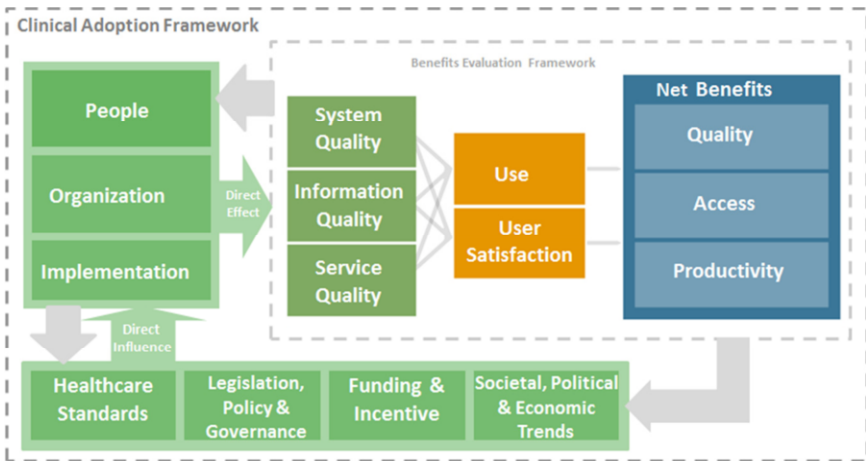 Clinical Adoption Framework
Benefits Evaluation Framework
People
Organization
Implementation
Direct
Effect
System
Quality
Information
Quality
Service
Quality
Use
User
Satisfaction
Net Benefits
Quality
Access
Productivity
Direct
Influence
Healthcare
Standards
Legislation,
Policy &
Governance
Funding &
Incentive
Societal, Political
& Economic
Trends